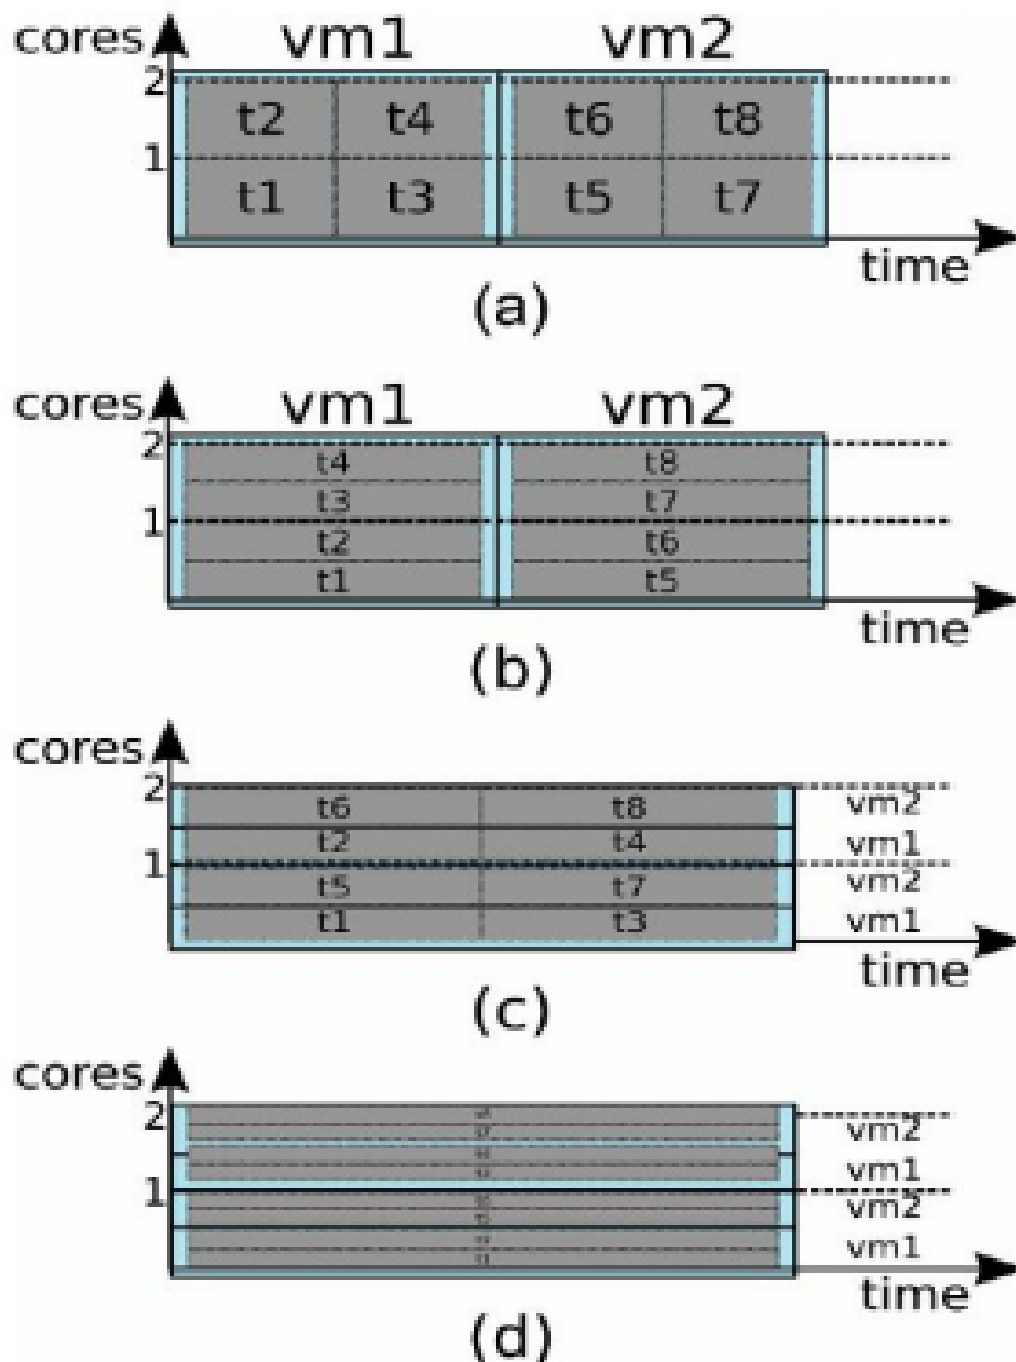 cores vm1 vm2
2
t2 t4 t6 t8
1
t1 t3 t5 t7
time
(a)
cores vm1 vm2
2
t4 t8
t3 t7
1
t2 t6
t1 t5
time
(b)
cores
2
t6 t8 vm2
t2 t4 vm1
1
t5 t7 vm2
t1 t3 vm1
time
(c)
cores
2
vm2
vm1
1
vm2
vm1
time
(d)